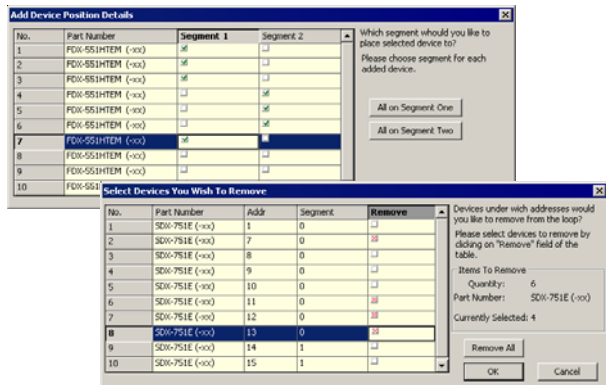 Add Device Position Details
No. Part Number Segment 1 Segment 2
1 FDX-551HTEM (-xx)
2 FDX-551HTEM (-xx)
3 FDX-551HTEM (-xx)
4 FDX-551HTEM (-xx)
5 FDX-551HTEM (-xx)
6 FDX-551HTEM (-xx)
7 FDX-551HTEM (-xx)
8 FDX-551HTEM (-xx)
9 FDX-551HTEM (-xx)
10 FDX-551
Which segment whould you like to
place selected device to?
Please choose segment for each
added device.
All on Segment One
All on Segment Two
Select Devices You Wish To Remove
No. Part Number Addr Segment Remove
1 SDX-751E (-xx) 1 0
2 SDX-751E (-xx) 7 0
3 SDX-751E (-xx) 8 0
4 SDX-751E (-xx) 9 0
5 SDX-751E (-xx) 10 0
6 SDX-751E (-xx) 11 0
7 SDX-751E (-xx) 12 0
8 SDX-751E (-xx) 13 0
9 SDX-751E (-xx) 14 1
10 SDX-751E (-xx) 15 1
Devices under wich addresses would
you like to remove from the loop?
Please select devices to remove by
clicking on "Remove" field of the
table.
Items To Remove
Quantity: 6
Part Number: SDX-751E (-xx)
Currently Selected: 4
Remove All
OK Cancel